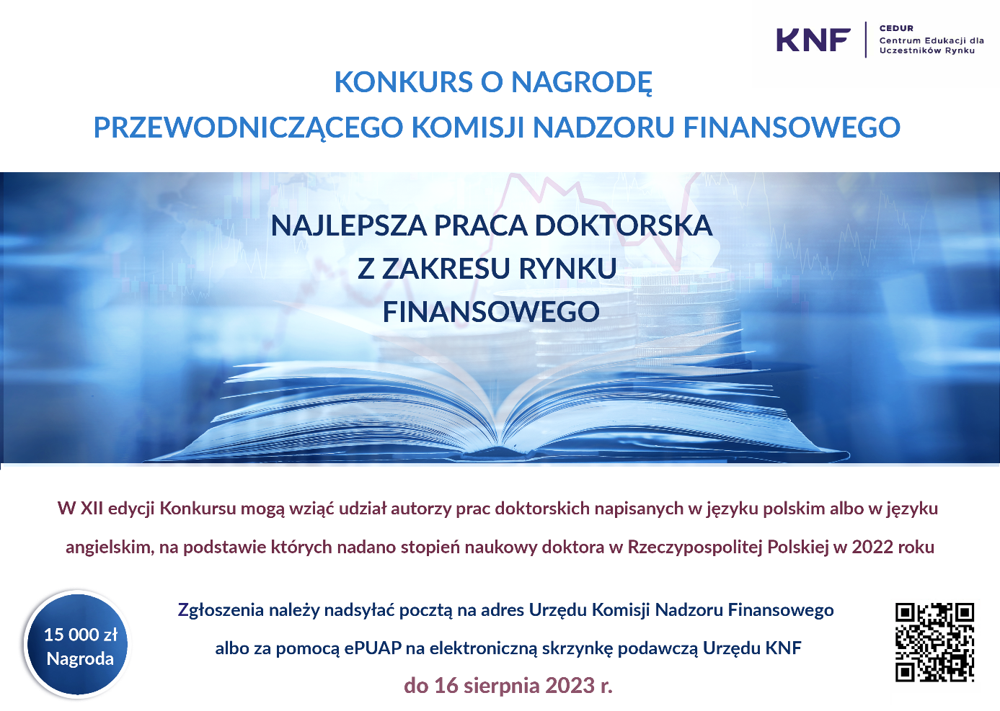 KNF
CEDUR
Centrum Edukacji dla
Uczestników Rynku
KONKURS O NAGRODĘ
PRZEWODNICZĄCEGO KOMISJI NADZORU FINANSOWEGO
NAJLEPSZA PRACA DOKTORSKA
Z ZAKRESU RYNKU
FINANSOWEGO
W XII edycji Konkursu mogą wziąć udział autorzy prac doktorskich napisanych w języku polskim albo w języku
angielskim, na podstawie których nadano stopień naukowy doktora w Rzeczypospolitej Polskiej w 2022 roku
15 000 zł
Nagroda
Zgłoszenia należy nadsyłać pocztą na adres Urzędu Komisji Nadzoru Finansowego
albo za pomocą ePUAP na elektroniczną skrzynkę podawczą Urzędu KNF
do 16 sierpnia 2023 r.